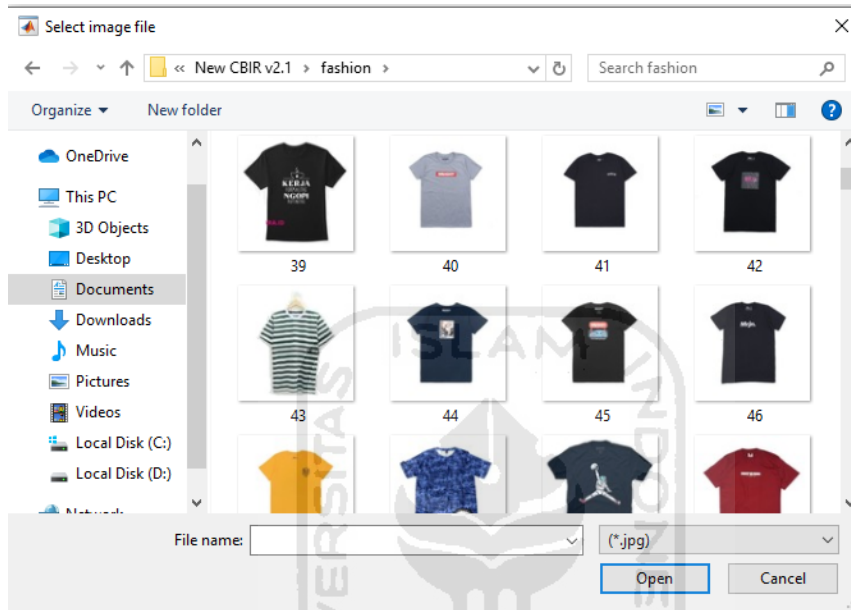 Select image file
« New CBIR v2.1 › fashion ›
Search fashion
Organize
New folder
OneDrive
This PC
3D Objects
Desktop
Documents
Downloads
Music
Pictures
Videos
Local Disk (C:)
Local Disk (D:)
Network
KERJA
NGOPI
39
40
41
42
43
44
45
46
ISLAM
File name:
(*.jpg)
Open
Cancel